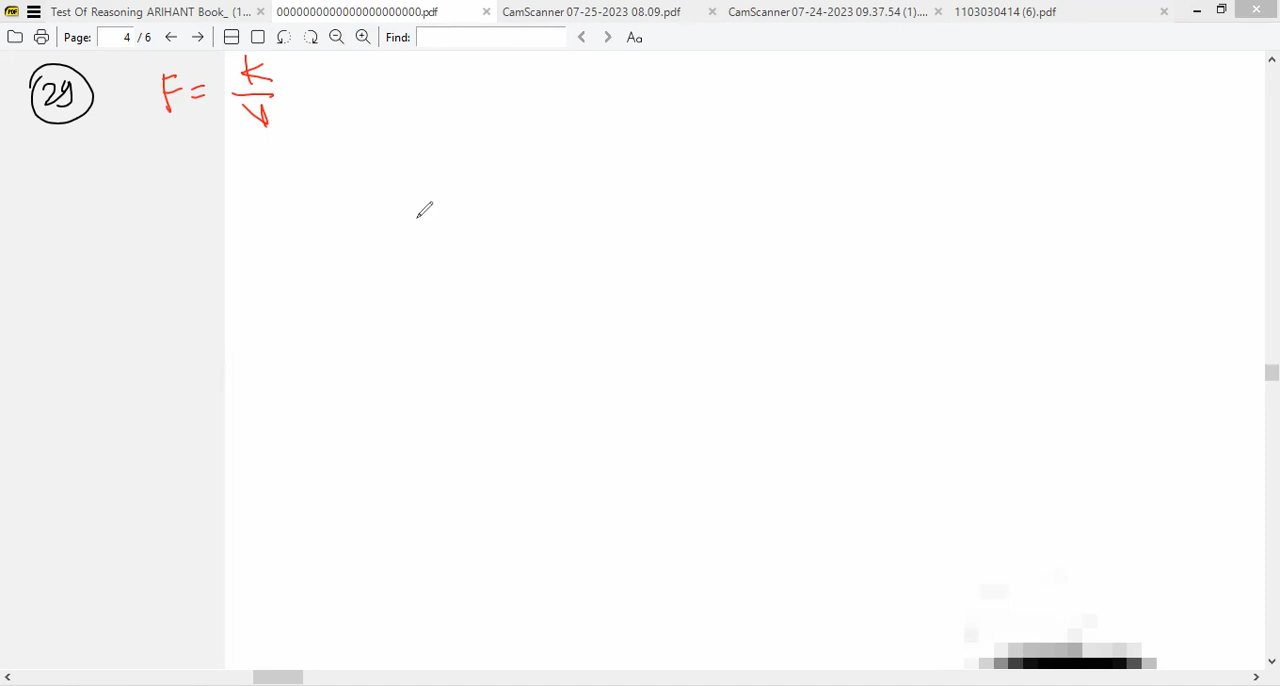 Test Of Reasoning ARIHANT Book_ (1... 0000000000000000000000.pdf CamScanner 07-25-2023 08.09.pdf CamScanner 07-24-2023 09.37.54 (1).... 1103030414 (6).pdf
Page: 4 / 6 Find: Aa
29 F = K
V